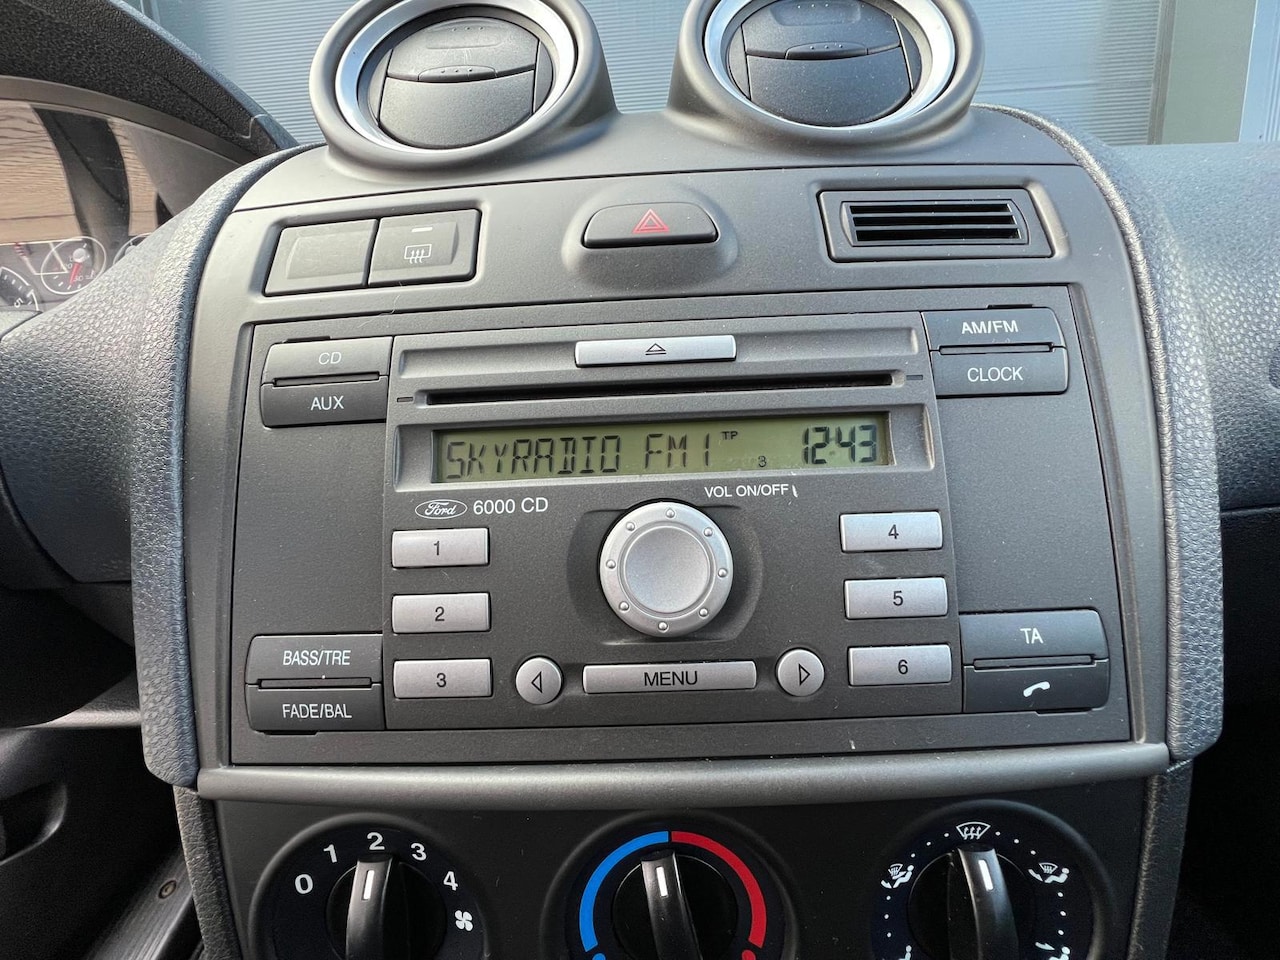 AM/FM
CD
CLOCK
AUX
SKYRADIO FM1 TP 3 12:43
VOL ON/OFF
Ford 6000 CD
1
4
2
5
BASS/TRE
TA
3
MENU
6
FADE/BAL
0 1 2 3 4